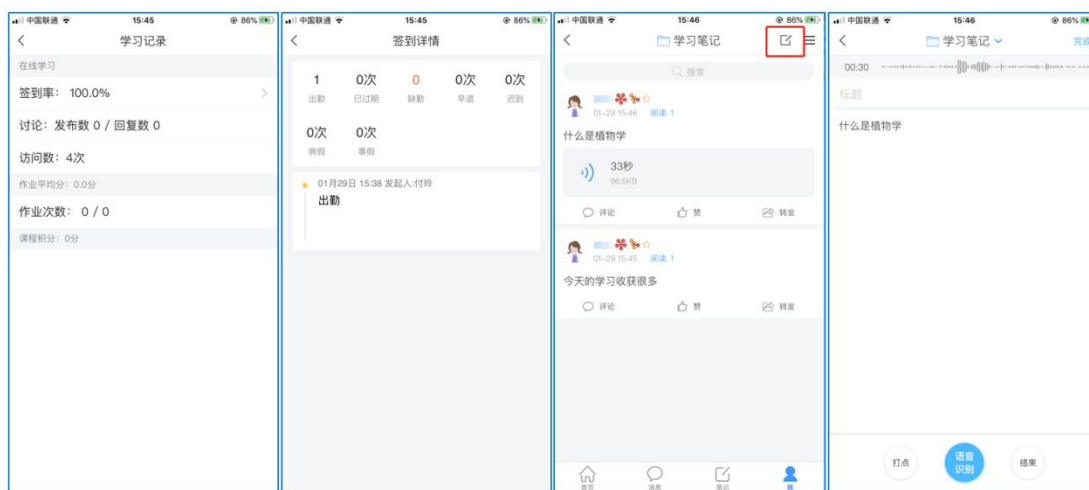 中国联通 15:45 86%
学习记录
在线学习
签到率： 100.0%
讨论：发布数 0 / 回复数 0
访问数：4次
作业平均分：0.0分
作业次数： 0 / 0
课程积分：0分
中国联通 15:45 86%
签到详情
1 0次 0 0次 0次
出勤 已过期 缺勤 早退 迟到
0次 0次
病假 事假
01月29日 15:38 发起人:付玲
出勤
中国联通 15:46 86%
学习笔记
搜索
01-29 15:46 阅读: 1
什么是植物学
33秒
96.5KB
评论 赞 转发
01-29 15:45 阅读: 1
今天的学习收获很多
评论 赞 转发
首页 消息 笔记 我
中国联通 15:46 86%
学习笔记 完成
00:30
标题
什么是植物学
打点 语音 结束
识别